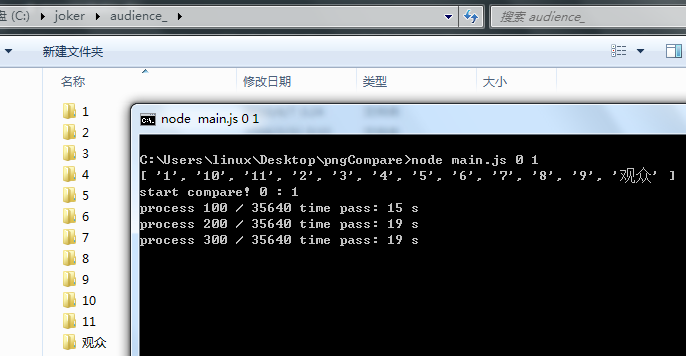 盘 (C:) ▸ joker ▸ audience_ ▸
搜索 audience_
新建文件夹
名称 修改日期 类型 大小
1
2
3
4
5
6
7
8
9
10
11
观众
node main.js 0 1
C:\Users\linux\Desktop\pngCompare>node main.js 0 1
[ '1', '10', '11', '2', '3', '4', '5', '6', '7', '8', '9', '观众' ]
start compare! 0 : 1
process 100 / 35640 time pass: 15 s
process 200 / 35640 time pass: 19 s
process 300 / 35640 time pass: 19 s